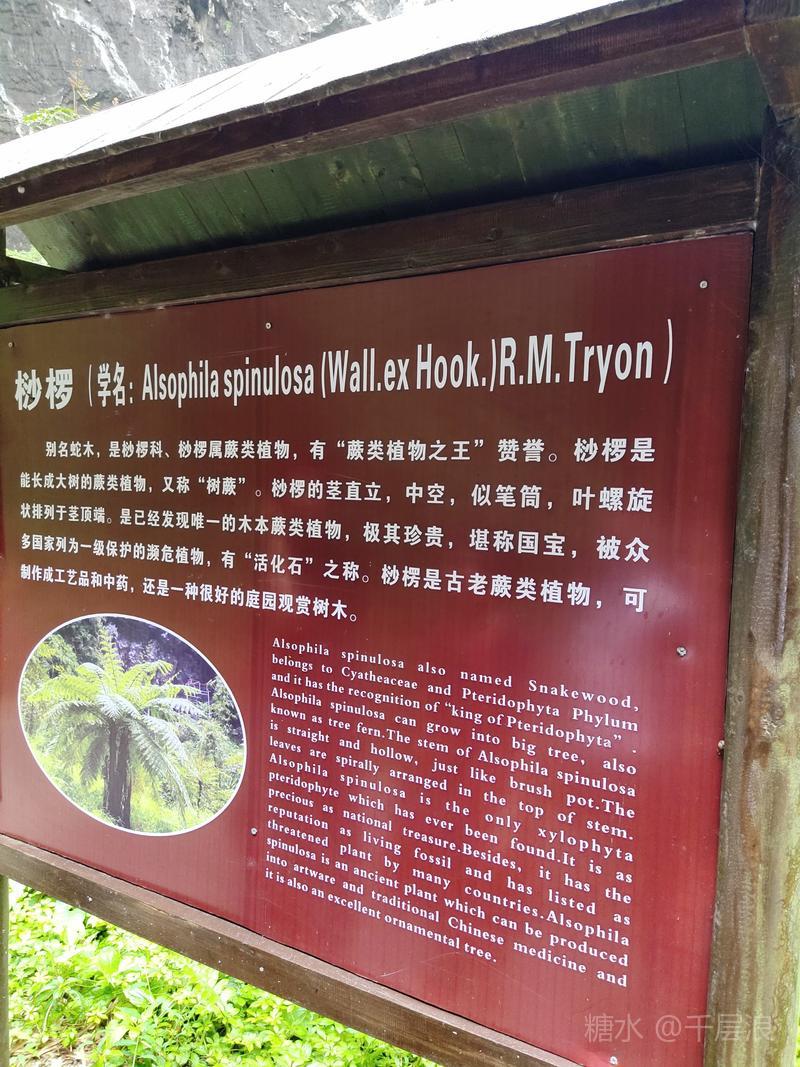 桫椤（学名：Alsophila spinulosa (Wall.ex Hook.)R.M.Tryon）
别名蛇木，是桫椤科、桫椤属蕨类植物，有“蕨类植物之王”赞誉。桫椤是
能长成大树的蕨类植物，又称“树蕨”。桫椤的茎直立，中空，似笔筒，叶螺旋
状排列于茎顶端。是已经发现唯一的木本蕨类植物，极其珍贵，堪称国宝，被众
多国家列为一级保护的濒危植物，有“活化石”之称。桫椤是古老蕨类植物，可
制作成工艺品和中药，还是一种很好的庭园观赏树木。
Alsophila spinulosa also named Snakewood,
belongs to Cyatheaceae and Pteridophyta Phylum
and it has the recognition of “king of Pteridophyta” .
Alsophila spinulosa can grow into big tree, also
known as tree fern.The stem of Alsophila spinulosa
is straight and hollow, just like brush pot.The
leaves are spirally arranged in the top of stem.
Alsophila spinulosa is the only xylophyta
pteridophyte which has ever been found.It is as
precious as national treasure.Besides, it has the
reputation as living fossil and has listed as
threatened plant by many countries.Alsophila
spinulosa is an ancient plant which can be produced
into artware and traditional Chinese medicine and
it is also an excellent ornamental tree.
糖水 @千层浪